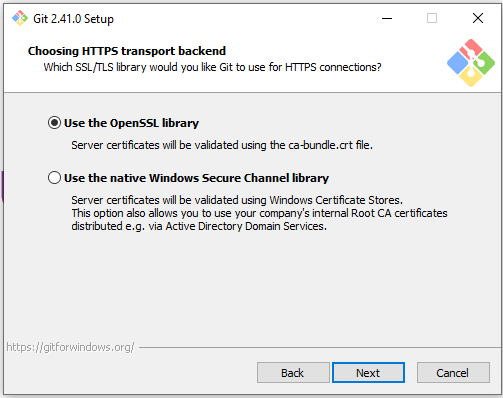 Git 2.41.0 Setup
Choosing HTTPS transport backend
Which SSL/TLS library would you like Git to use for HTTPS connections?
Use the OpenSSL library
Server certificates will be validated using the ca-bundle.crt file.
Use the native Windows Secure Channel library
Server certificates will be validated using Windows Certificate Stores.
This option also allows you to use your company's internal Root CA certificates
distributed e.g. via Active Directory Domain Services.
https://gitforwindows.org/
Back Next Cancel